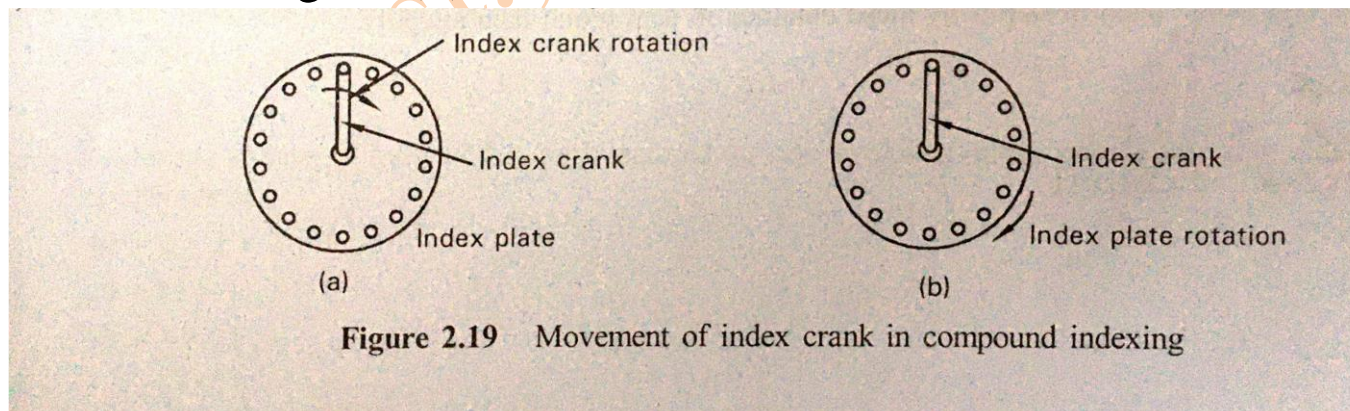 Index crank rotation
Index crank
Index plate
(a)
Index crank
Index plate rotation
(b)
Figure 2.19 Movement of index crank in compound indexing